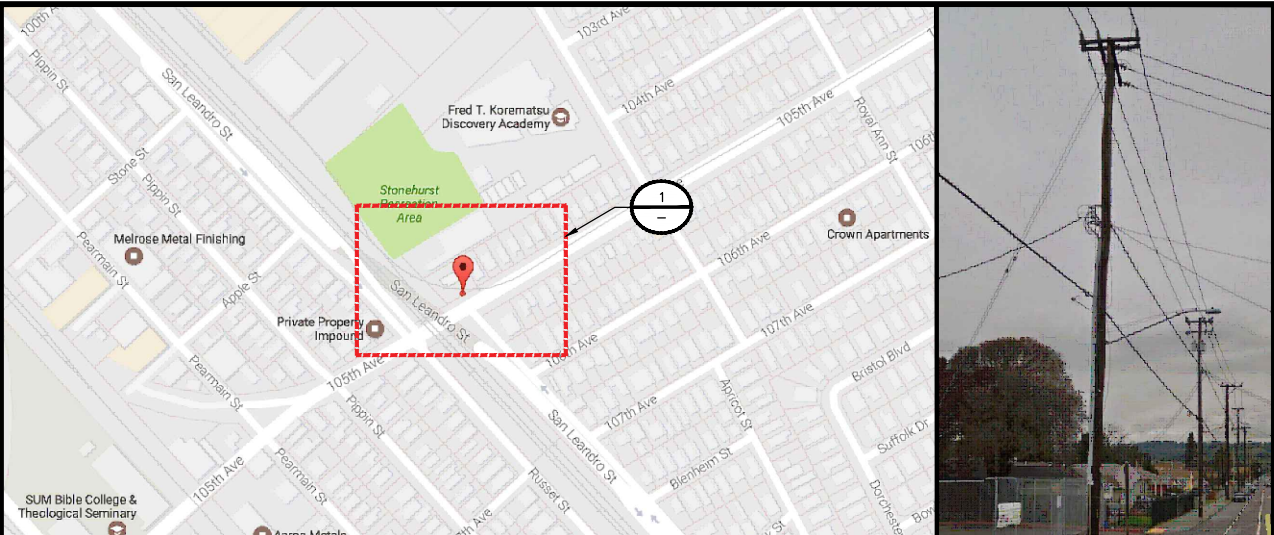 100th Ave
Pippin St
San Leandro St
103rd Ave
Fred T. Korematsu
Discovery Academy
104th Ave
105th Ave
Royal Ann St
106th
Stone St
Pippin St
Stonehurst
Recreation
Area
1
–
Crown Apartments
Pearmain St
Melrose Metal Finishing
106th Ave
Apple St
San Leandro St
Private Property
Impound
107th Ave
106th Ave
Bristol Blvd
105th Ave
Pearmain St
Pippin St
Apricot St
107th Ave
San Leandro St
Suffolk Dr
Blenheim St
105th Ave
Pearmain St
Russet St
SUM Bible College &
Theological Seminary